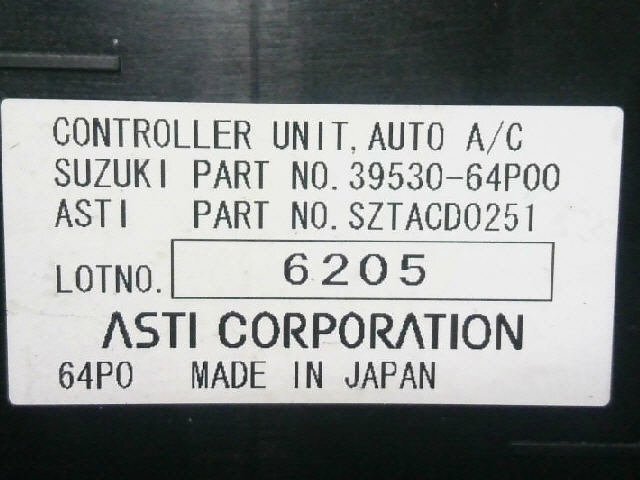 CONTROLLER UNIT, AUTO A/C
SUZUKI PART NO. 39530-64P00
ASTI PART NO. SZTACD0251
LOTNO. 6205
ASTI CORPORATION
64P0 MADE IN JAPAN